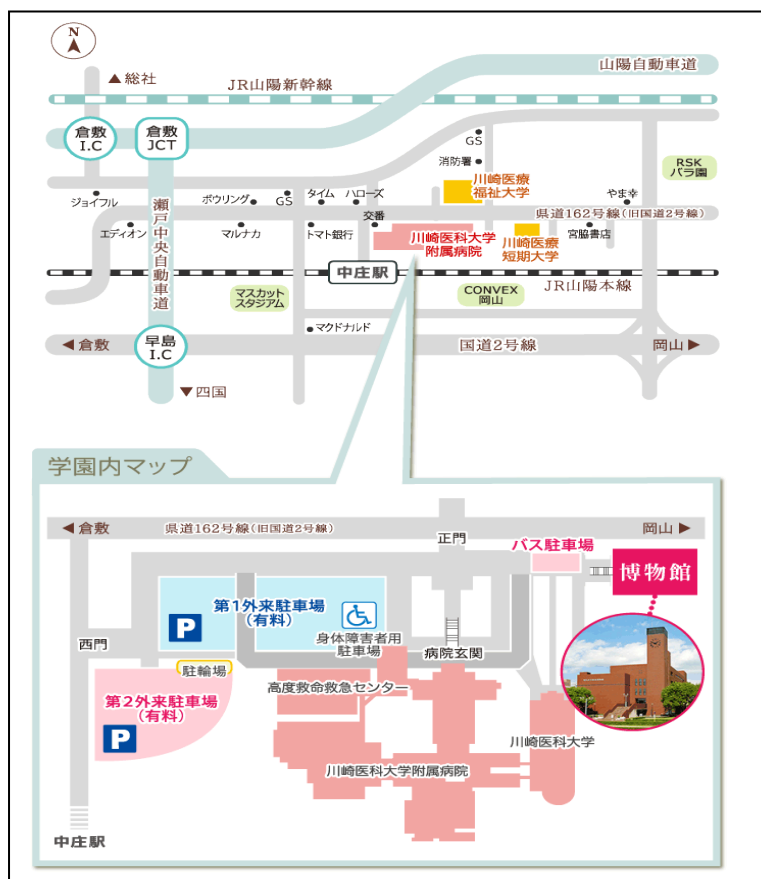 N
▲総社
JR山陽新幹線
山陽自動車道
倉敷
I.C
倉敷
JCT
GS
消防署
RSK
バラ園
川崎医療
福祉大学
ジョイフル
ボウリング
GS
タイム
ハローズ
やま幸
瀬戸中央自動車道
交番
県道162号線(旧国道2号線)
エディオン
マルナカ
トマト銀行
川崎医科大学
附属病院
川崎医療
短期大学
宮脇書店
中庄駅
JR山陽本線
マスカット
スタジアム
CONVEX
岡山
マクドナルド
◀倉敷
早島
I.C
国道2号線
岡山▶
▼四国
学園内マップ
◀倉敷
県道162号線(旧国道2号線)
岡山▶
正門
バス駐車場
博物館
第1外来駐車場
(有料)
P
西門
身体障害者用
駐車場
病院玄関
駐輪場
高度救命救急センター
第2外来駐車場
(有料)
P
川崎医科大学
川崎医科大学附属病院
中庄駅